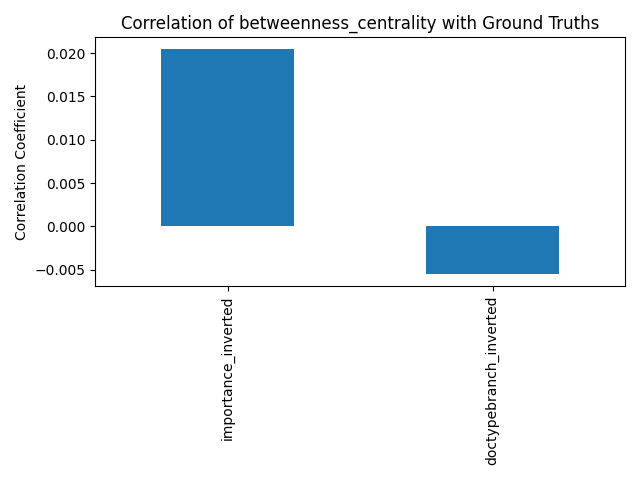 Correlation of betweenness_centrality with Ground Truths
Correlation Coefficient
0.020
0.015
0.010
0.005
0.000
−0.005
importance_inverted
doctypebranch_inverted